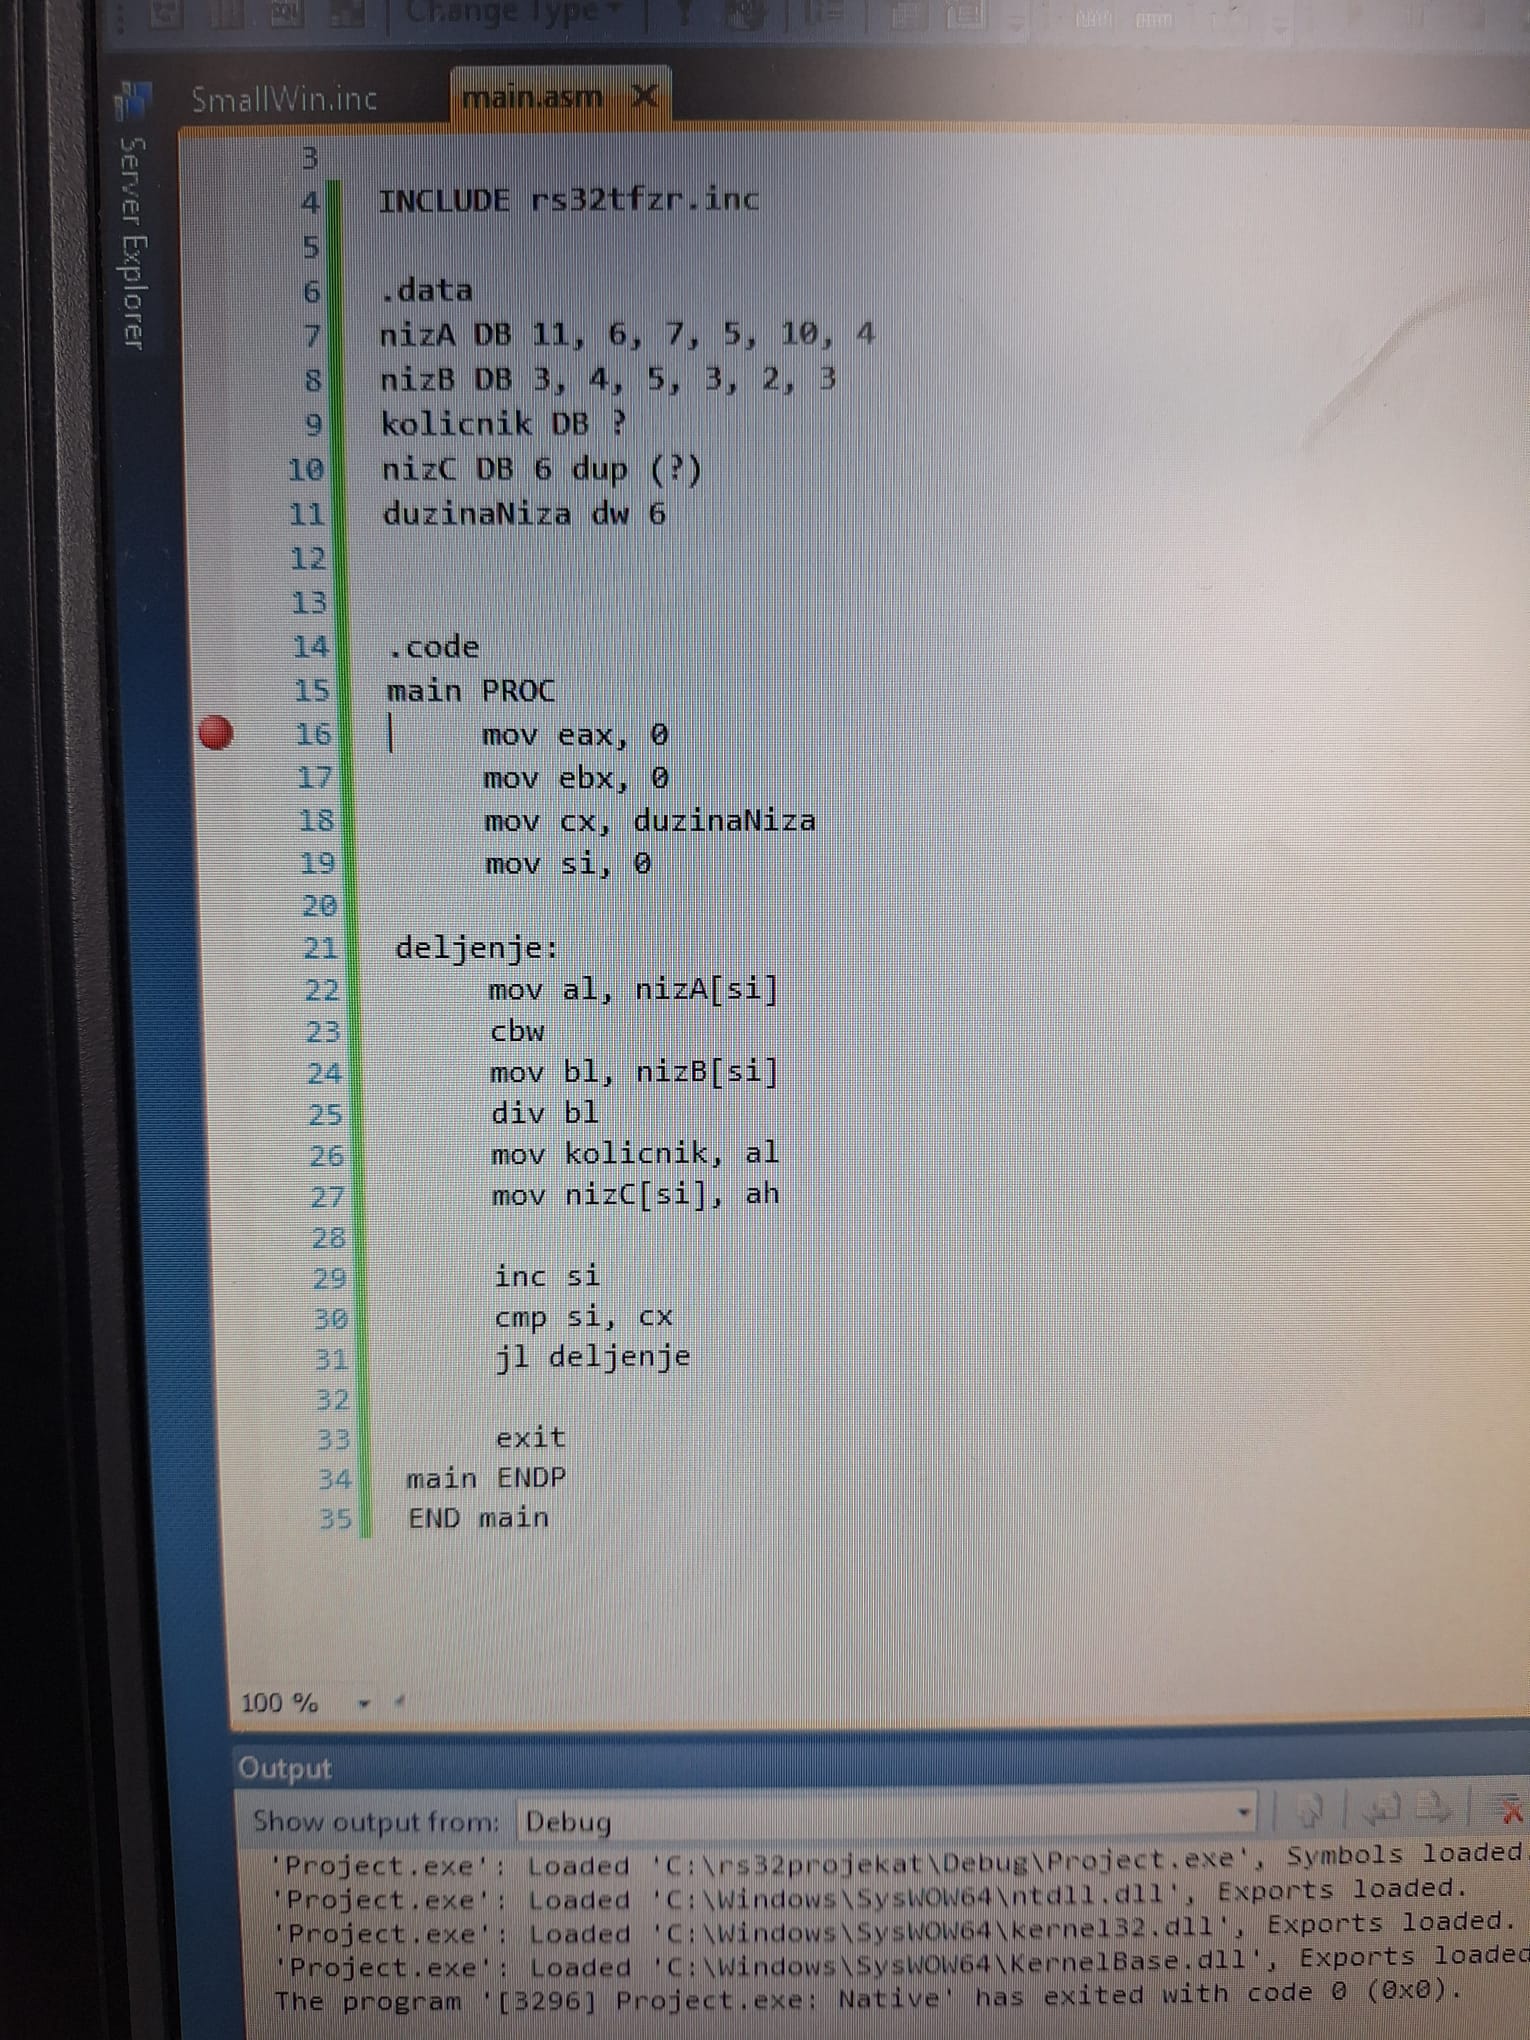 Change Type
SmallWin.inc
main.asm X
Server Explorer
3
4 INCLUDE rs32tfzr.inc
5
6 .data
7 nizA DB 11, 6, 7, 5, 10, 4
8 nizB DB 3, 4, 5, 3, 2, 3
9 kolicnik DB ?
10 nizC DB 6 dup (?)
11 duzinaNiza dw 6
12
13
14 .code
15 main PROC
16 mov eax, 0
17 mov ebx, 0
18 mov cx, duzinaNiza
19 mov si, 0
20
21 deljenje:
22 mov al, nizA[si]
23 cbw
24 mov bl, nizB[si]
25 div bl
26 mov kolicnik, al
27 mov nizC[si], ah
28
29 inc si
30 cmp si, cx
31 jl deljenje
32
33 exit
34 main ENDP
35 END main
100 %
Output
Show output from: Debug
'Project.exe': Loaded 'C:\rs32projekat\Debug\Project.exe', Symbols loaded.
'Project.exe': Loaded 'C:\Windows\SysWOW64\ntdll.dll', Exports loaded.
'Project.exe': Loaded 'C:\Windows\SysWOW64\kernel32.dll', Exports loaded.
'Project.exe': Loaded 'C:\Windows\SysWOW64\KernelBase.dll', Exports loaded
The program '[3296] Project.exe: Native' has exited with code 0 (0x0).